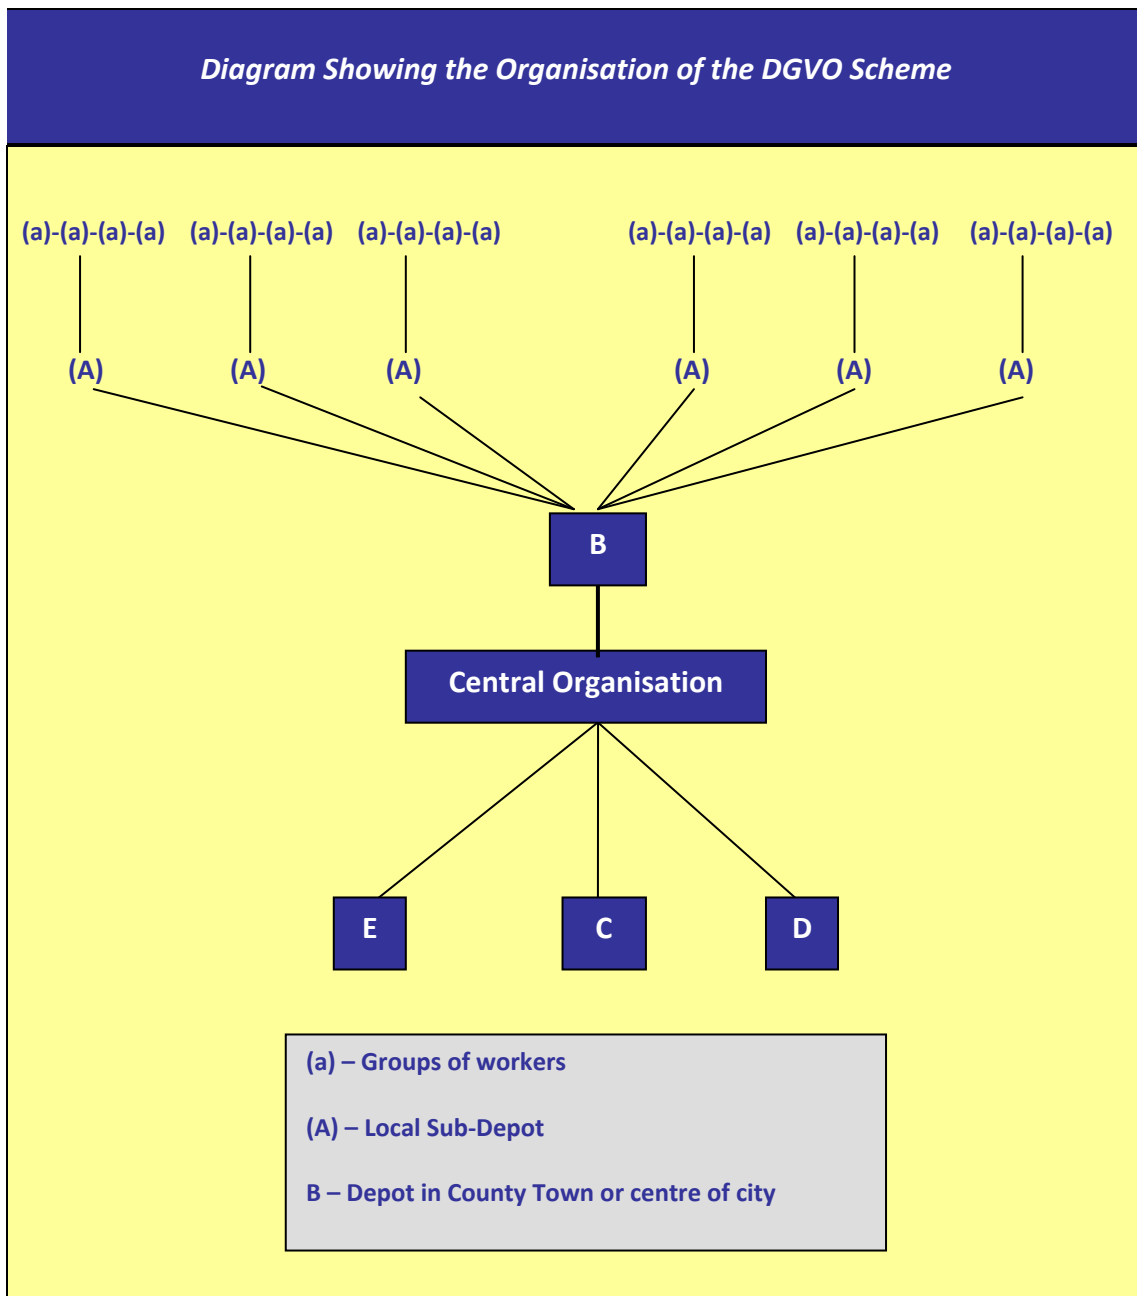 Diagram Showing the Organisation of the DGVO Scheme
(a)-(a)-(a)-(a) (a)-(a)-(a)-(a) (a)-(a)-(a)-(a) (a)-(a)-(a)-(a) (a)-(a)-(a)-(a) (a)-(a)-(a)-(a)
(A) (A) (A) (A) (A) (A)
B
Central Organisation
E C D
(a) – Groups of workers
(A) – Local Sub-Depot
B – Depot in County Town or centre of city